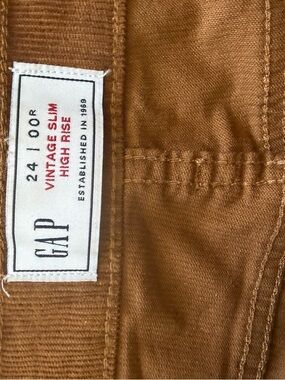 GAP
24 | 00R
VINTAGE SLIM
HIGH RISE
ESTABLISHED IN 1969